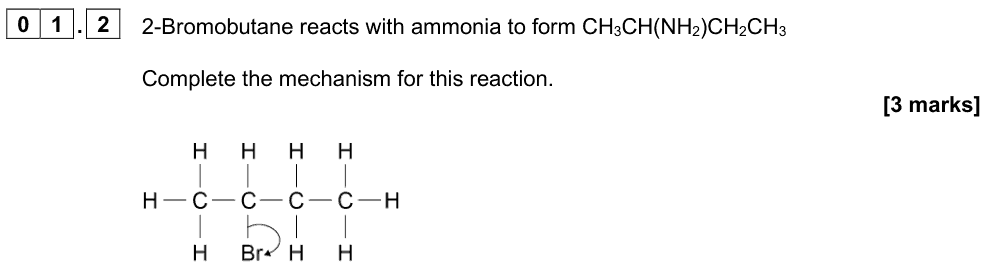 0 1 . 2 2-Bromobutane reacts with ammonia to form CH₃CH(NH₂)CH₂CH₃
Complete the mechanism for this reaction.
[3 marks]
H H H H
H C C C C H
H Br H H